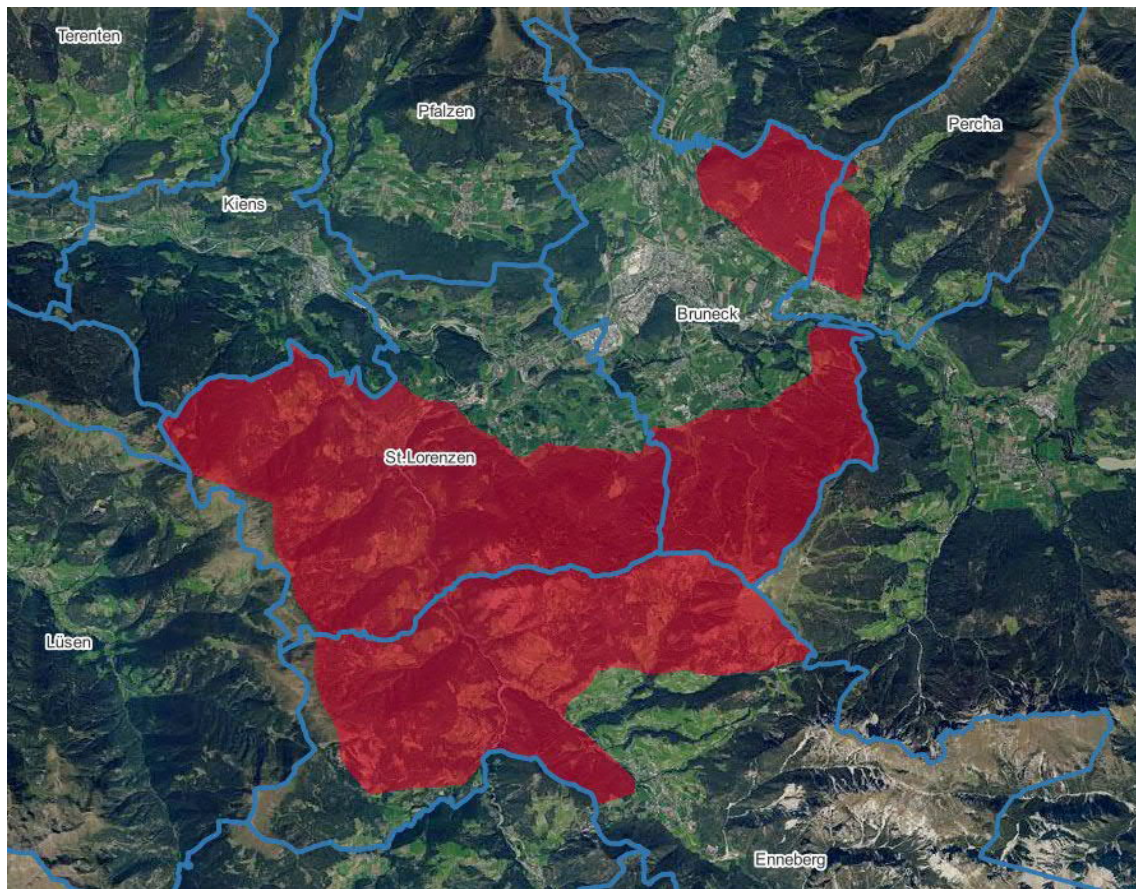 Terenten
Pfalzen
Percha
Kiens
Bruneck
St.Lorenzen
Lüsen
Enneberg